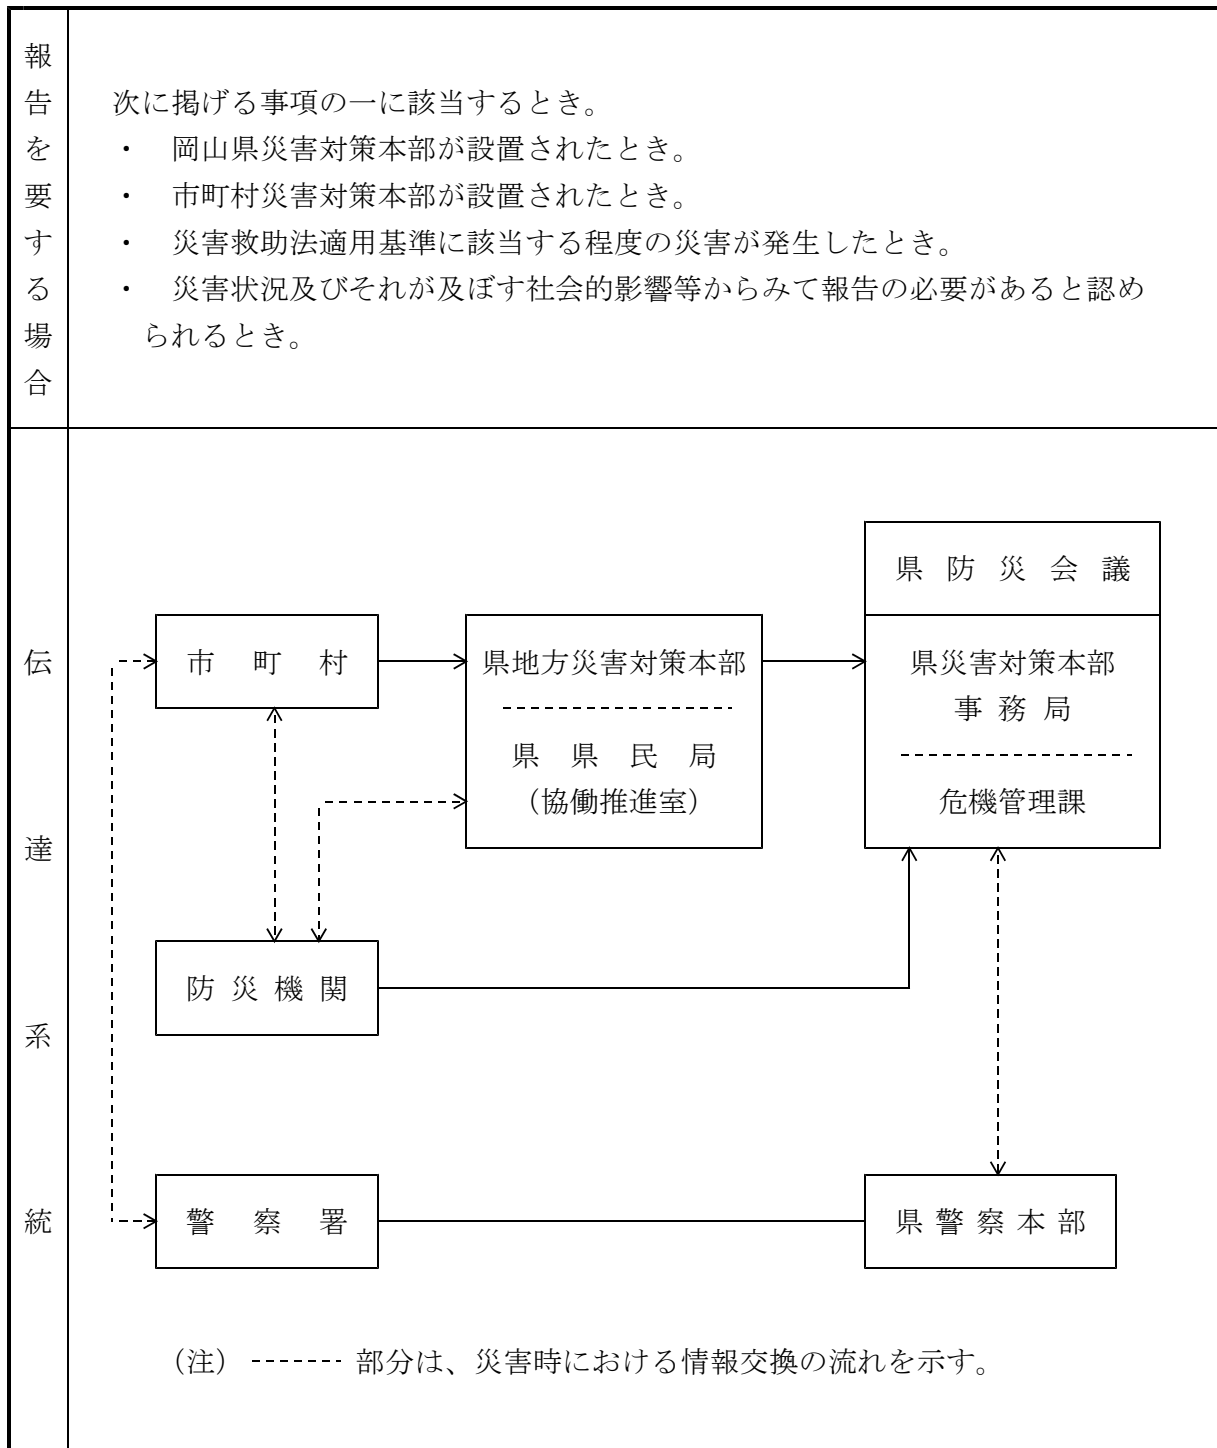 報告を要する場合
次に掲げる事項の一に該当するとき。
・ 岡山県災害対策本部が設置されたとき。
・ 市町村災害対策本部が設置されたとき。
・ 災害救助法適用基準に該当する程度の災害が発生したとき。
・ 災害状況及びそれが及ぼす社会的影響等からみて報告の必要があると認め
られるとき。
伝達系統
県防災会議
市町村
県地方災害対策本部
県災害対策本部
事務局
県県民局
(協働推進室)
危機管理課
防災機関
警察署
県警察本部
(注) ------- 部分は、災害時における情報交換の流れを示す。